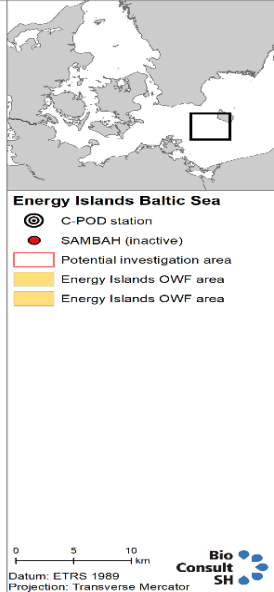 Energy Islands Baltic Sea
C-POD station
SAMBAH (inactive)
Potential investigation area
Energy Islands OWF area
Energy Islands OWF area
0 5 10
km
Bio
Consult
SH
Datum: ETRS 1989
Projection: Transverse Mercator